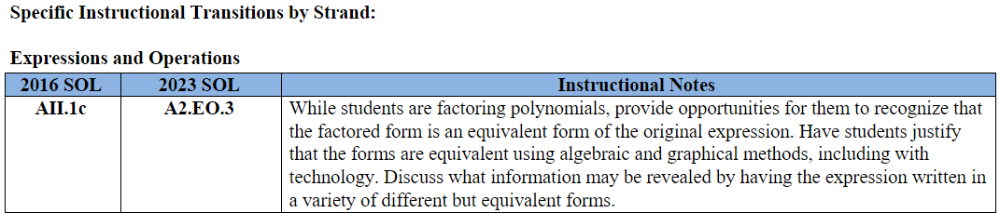 Specific Instructional Transitions by Strand:
Expressions and Operations
2016 SOL 2023 SOL Instructional Notes
AII.1c A2.EO.3 While students are factoring polynomials, provide opportunities for them to recognize that
the factored form is an equivalent form of the original expression. Have students justify
that the forms are equivalent using algebraic and graphical methods, including with
technology. Discuss what information may be revealed by having the expression written in
a variety of different but equivalent forms.